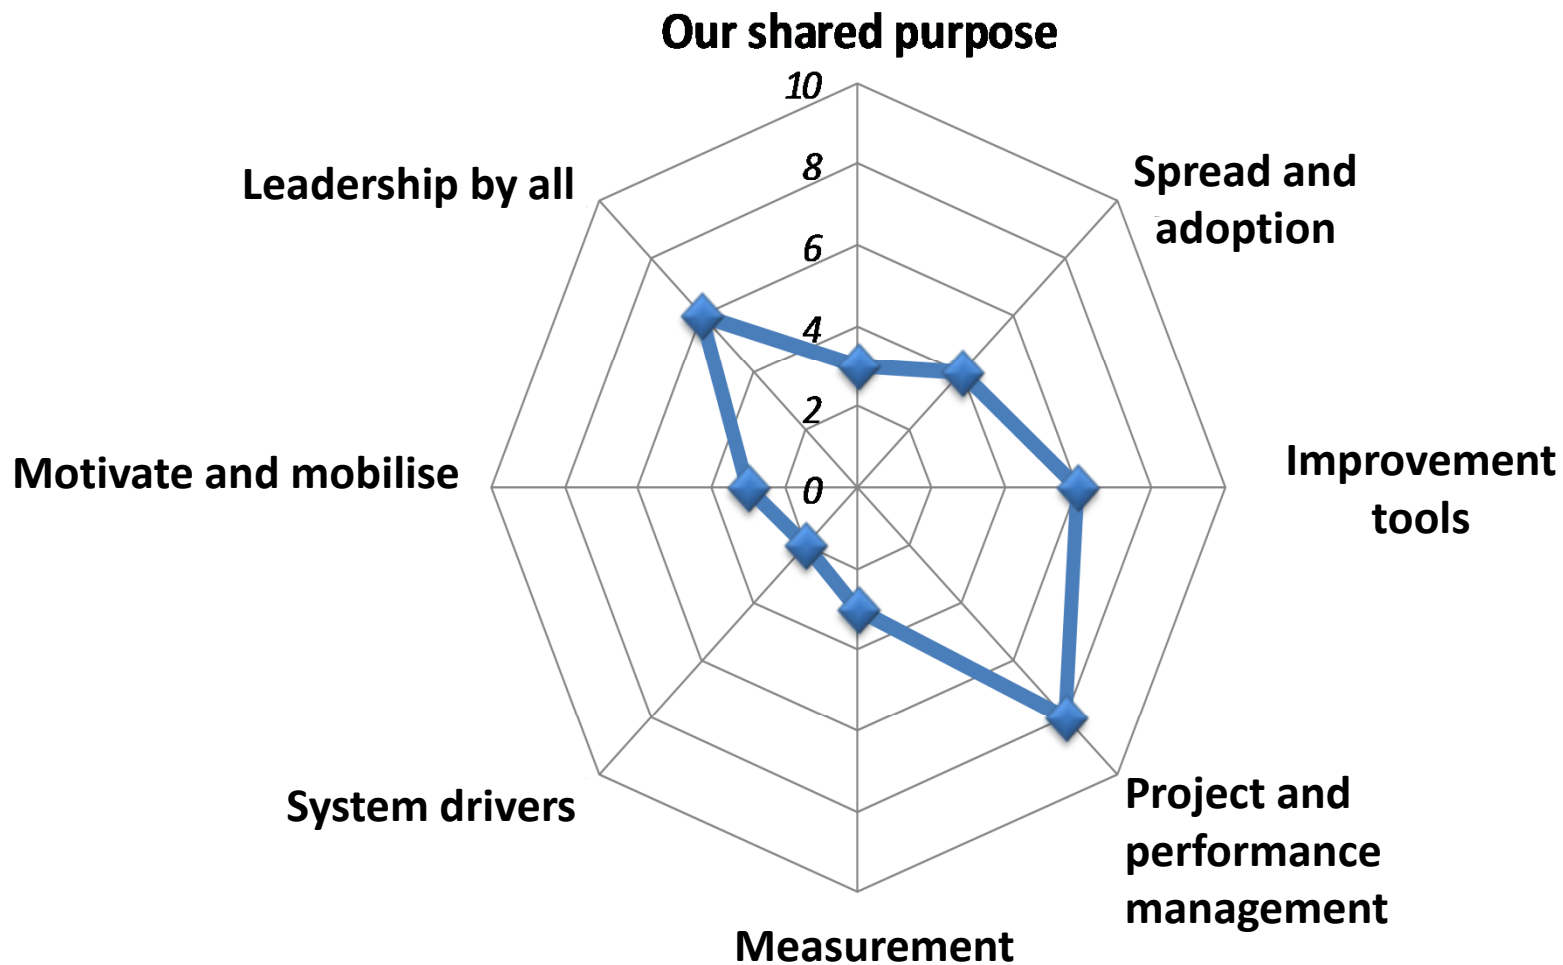 Our shared purpose
10
8
6
4
2
0
Spread and
adoption
Improvement
tools
Project and
performance
management
Measurement
System drivers
Motivate and mobilise
Leadership by all